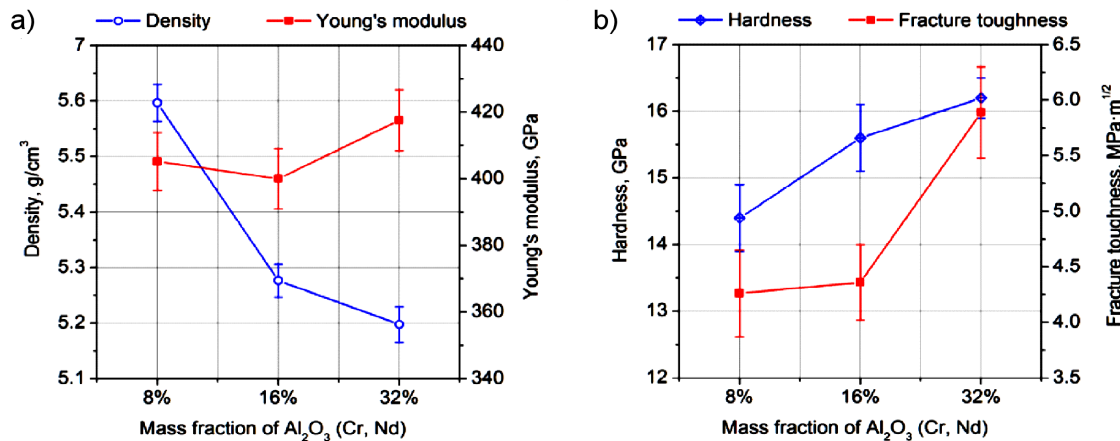 a)
Density
Young's modulus
7
5.6
5.5
5.4
5.3
5.2
5.1
Density, g/cm³
440
420
400
380
360
340
Young's modulus, GPa
8%
16%
32%
Mass fraction of Al₂O₃ (Cr, Nd)
b)
Hardness
Fracture toughness
17
16
15
14
13
12
Hardness, GPa
6.5
6.0
5.5
5.0
4.5
4.0
3.5
Fracture toughness, MPa·m¹/²
8%
16%
32%
Mass fraction of Al₂O₃ (Cr, Nd)